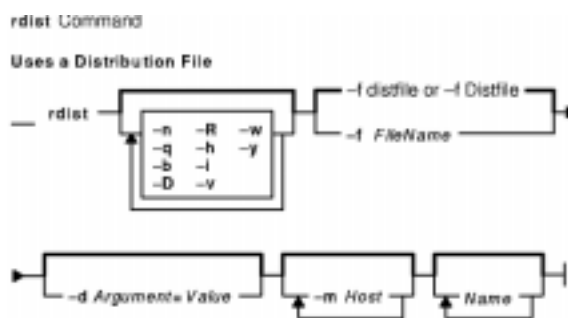 rdist Command
Uses a Distribution File
rdist
–n –R –w
–q –h –y
–b –i
–D –v
–f distfile or –f Distfile
–f FileName
–d Argument=Value
–m Host
Name